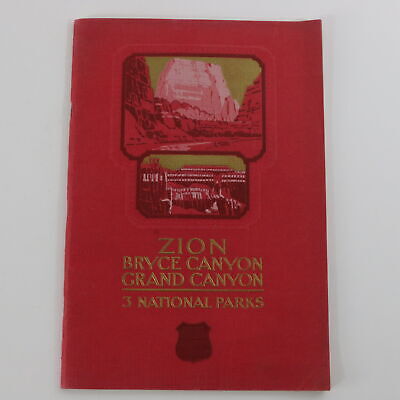 ZION
BRYCE CANYON
GRAND CANYON
3 NATIONAL PARKS